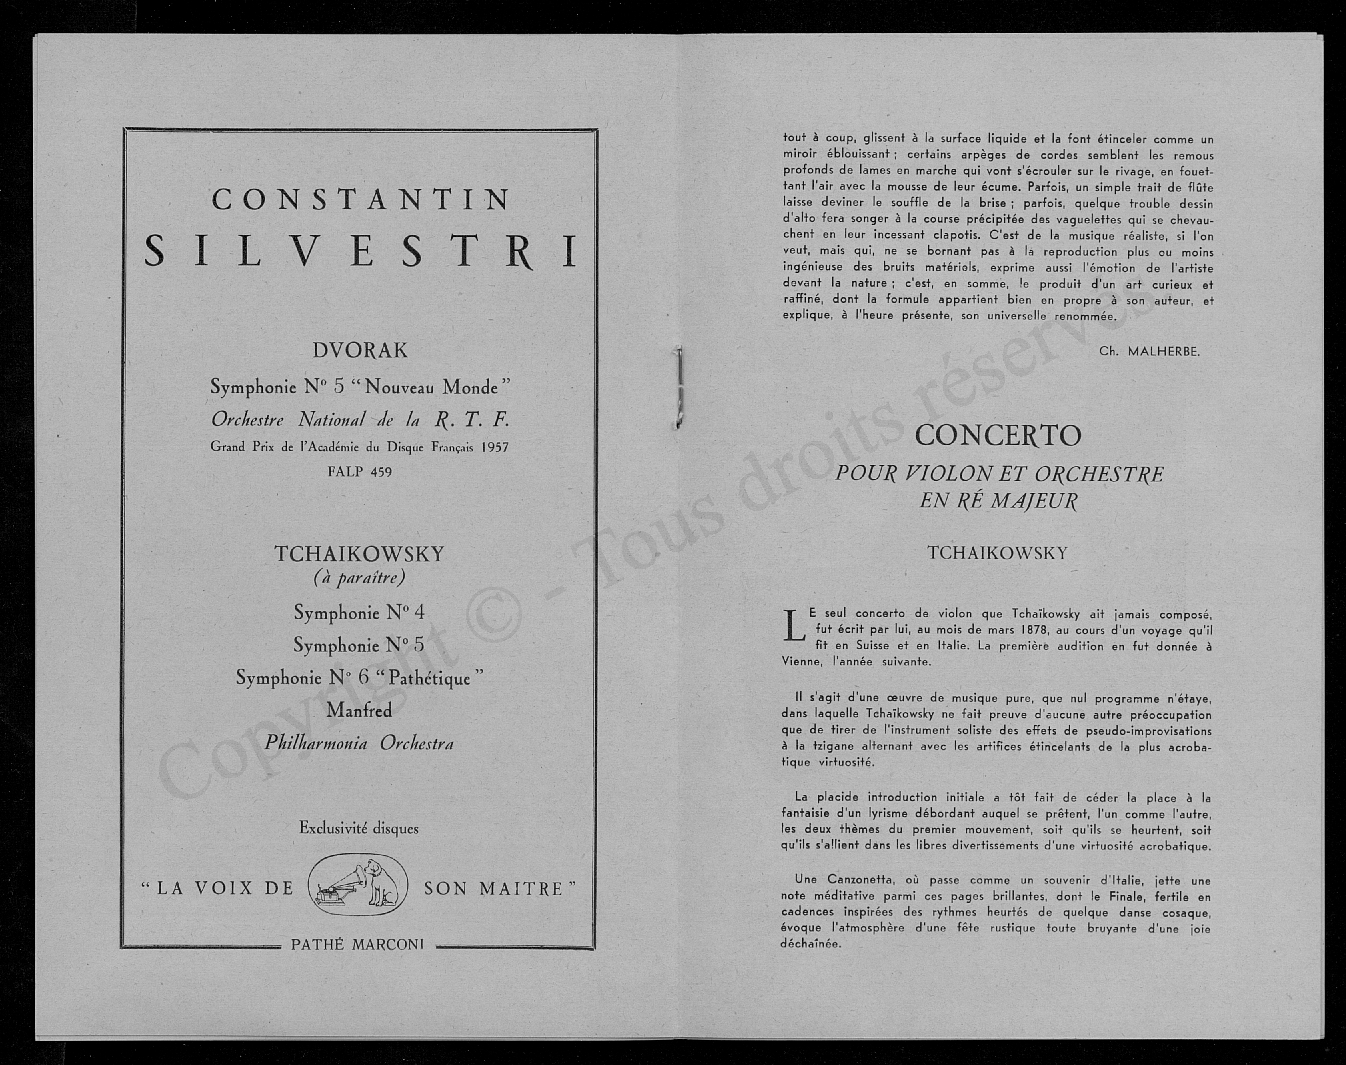 CONSTANTIN
SILVESTRI
DVORAK
Symphonie Nº 5 “Nouveau Monde”
Orchestre National de la R. T. F.
Grand Prix de l'Académie du Disque Français 1957
FALP 459
TCHAIKOWSKY
(à paraître)
Symphonie Nº 4
Symphonie Nº 5
Symphonie Nº 6 “Pathétique”
Manfred
Philharmonia Orchestra
Exclusivité disques
“LA VOIX DE SON MAITRE”
PATHÉ MARCONI
tout à coup, glissent à la surface liquide et la font étinceler comme un
miroir éblouissant ; certains arpèges de cordes semblent les remous
profonds de lames en marche qui vont s'écrouler sur le rivage, en fouet-
tant l'air avec la mousse de leur écume. Parfois, un simple trait de flûte
laisse deviner le souffle de la brise ; parfois, quelque trouble dessin
d'alto fera songer à la course précipitée des vaguelettes qui se chevau-
chent en leur incessant clapotis. C'est de la musique réaliste, si l'on
veut, mais qui, ne se bornant pas à la reproduction plus ou moins
ingénieuse des bruits matériels, exprime aussi l'émotion de l'artiste
devant la nature ; c'est, en somme, le produit d'un art curieux et
raffiné, dont la formule appartient bien en propre à son auteur, et
explique, à l'heure présente, son universelle renommée.
Ch. MALHERBE.
CONCERTO
POUR VIOLON ET ORCHESTRE
EN RÉ MAJEUR
TCHAIKOWSKY
LE seul concerto de violon que Tchaïkowsky ait jamais composé,
fut écrit par lui, au mois de mars 1878, au cours d'un voyage qu'il
fit en Suisse et en Italie. La première audition en fut donnée à
Vienne, l'année suivante.
Il s'agit d'une œuvre de musique pure, que nul programme n'étaye,
dans laquelle Tchaïkowsky ne fait preuve d'aucune autre préoccupation
que de tirer de l'instrument soliste des effets de pseudo-improvisations
à la tzigane alternant avec les artifices étincelants de la plus acroba-
tique virtuosité.
La placide introduction initiale a tôt fait de céder la place à la
fantaisie d'un lyrisme débordant auquel se prêtent, l'un comme l'autre,
les deux thèmes du premier mouvement, soit qu'ils se heurtent, soit
qu'ils s'allient dans les libres divertissements d'une virtuosité acrobatique.
Une Canzonetta, où passe comme un souvenir d'Italie, jette une
note méditative parmi ces pages brillantes, dont le Finale, fertile en
cadences inspirées des rythmes heurtés de quelque danse cosaque,
évoque l'atmosphère d'une fête rustique toute bruyante d'une joie
déchaînée.
Copyright © - Tous droits réservés